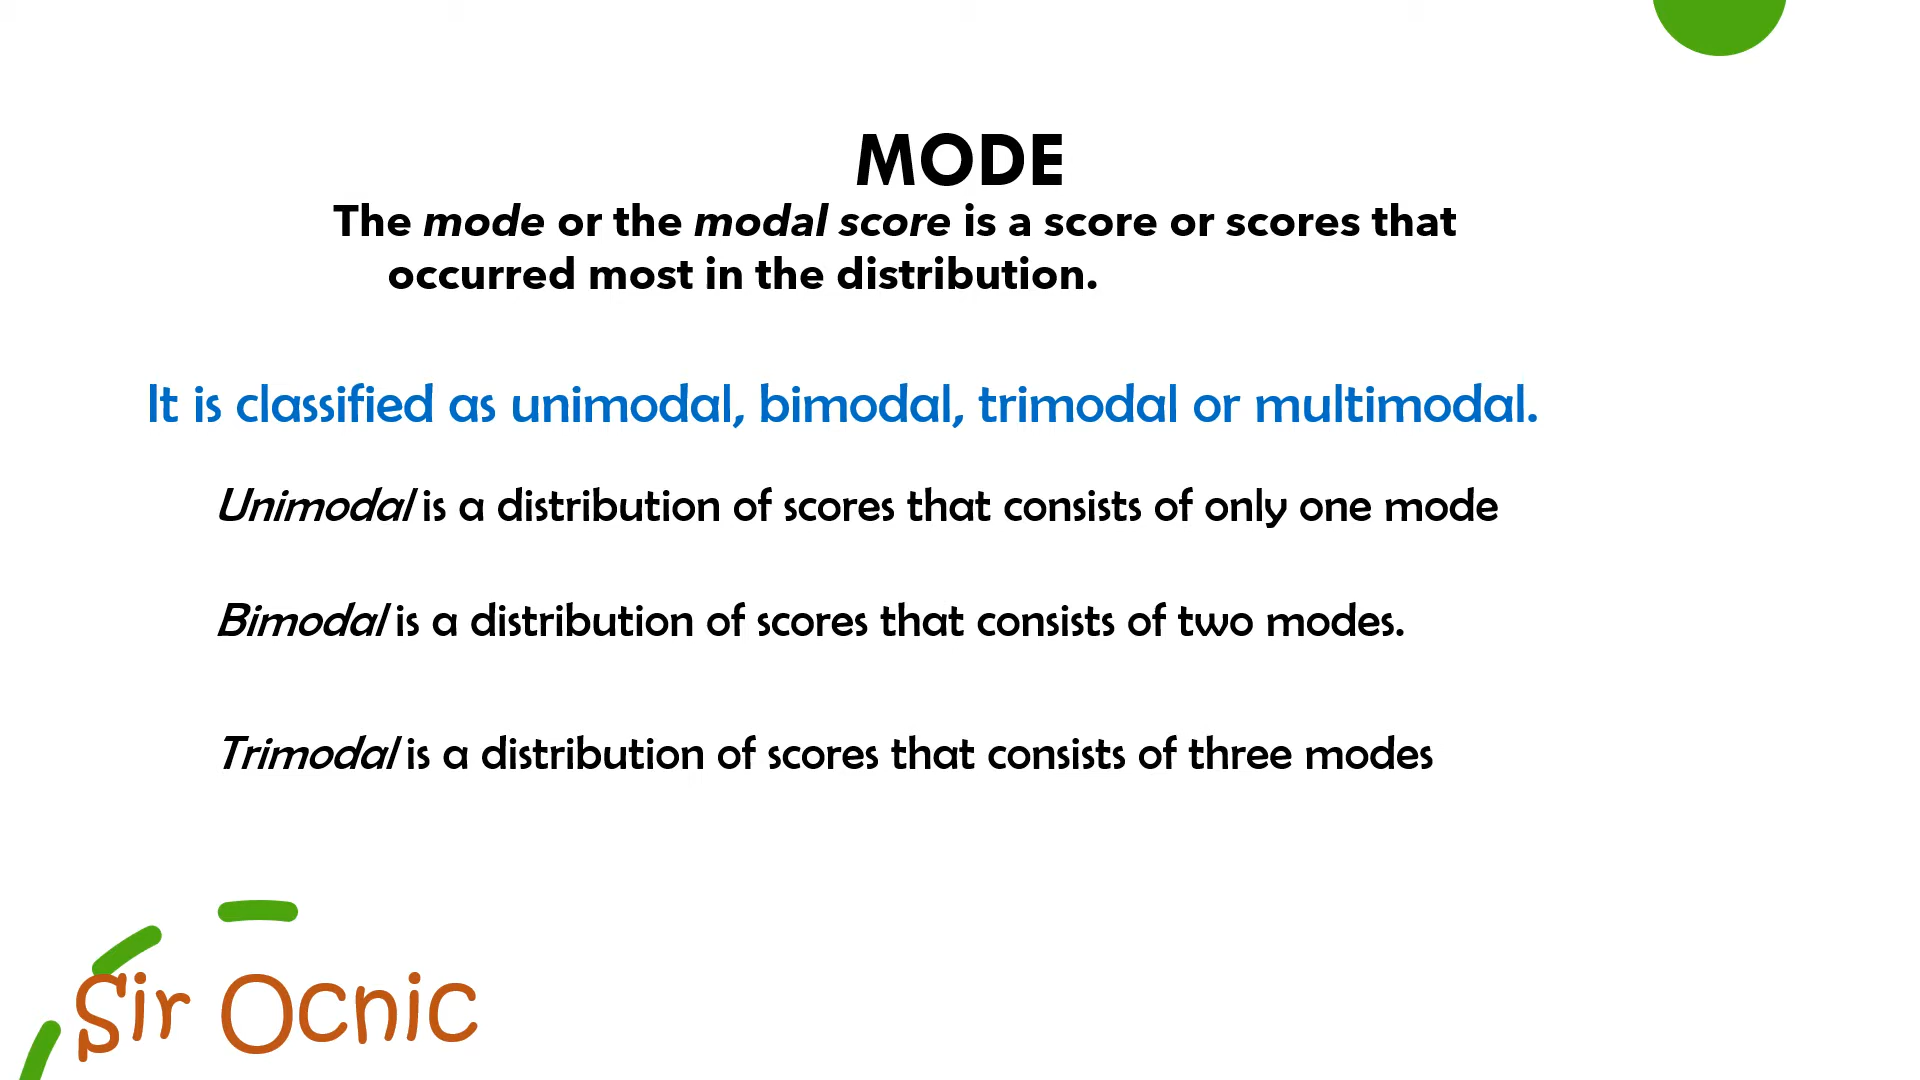 MODE
The mode or the modal score is a score or scores that
occurred most in the distribution.
It is classified as unimodal, bimodal, trimodal or multimodal.
Unimodal is a distribution of scores that consists of only one mode
Bimodal is a distribution of scores that consists of two modes.
Trimodal is a distribution of scores that consists of three modes
Sir Ocnic